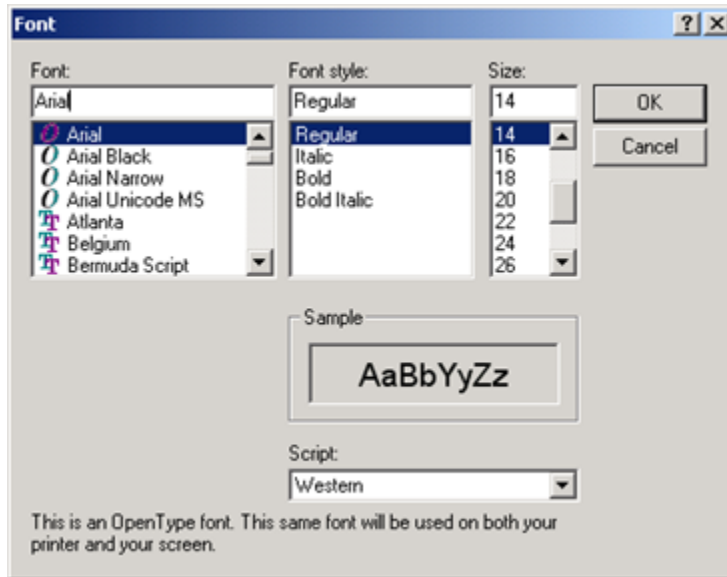 Font
Font: Font style: Size:
Arial Regular 14 OK
Arial Regular 14 Cancel
Arial Black Italic 16
Arial Narrow Bold 18
Arial Unicode MS Bold Italic 20
Atlanta 22
Belgium 24
Bermuda Script 26
Sample
AaBbYyZz
Script:
Western
This is an OpenType font. This same font will be used on both your
printer and your screen.